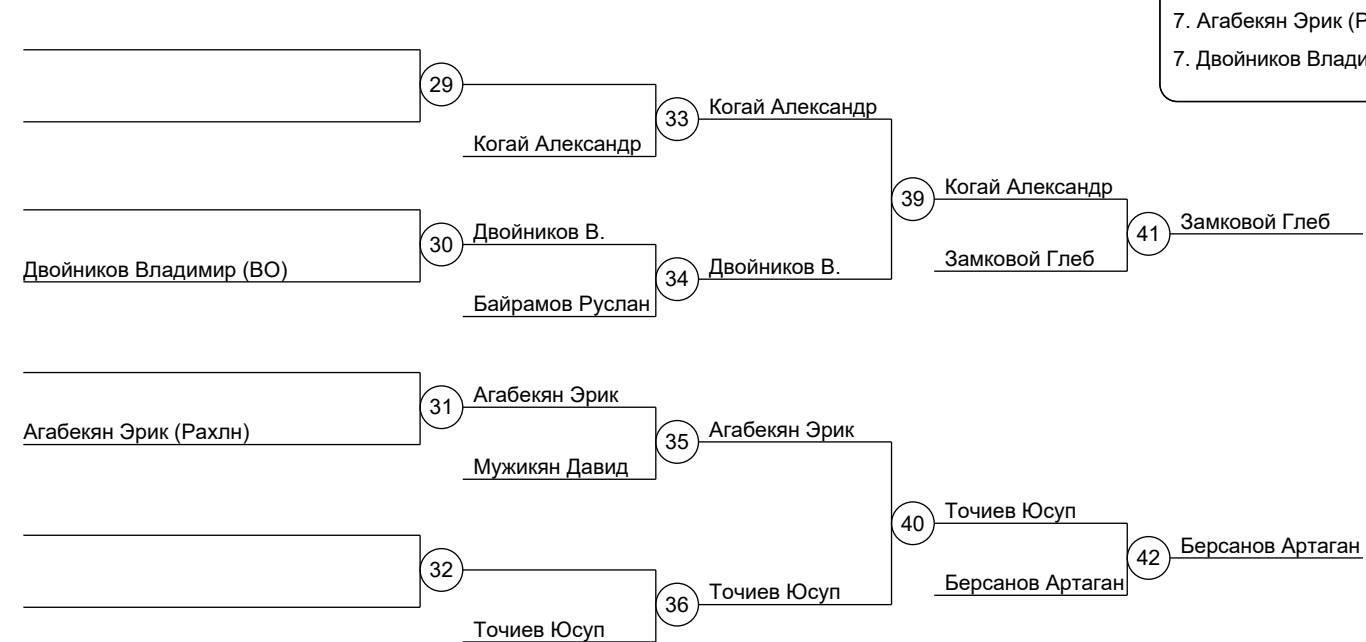 7. Агабекян Эрик (Р
7. Двойников Влади
29
Когай Александр
33
Когай Александр
39
Когай Александр
Замковой Глеб
41
Замковой Глеб
Двойников Владимир (ВО)
30
Двойников В.
Байрамов Руслан
34
Двойников В.
Агабекян Эрик (Рахлн)
31
Агабекян Эрик
Мужикян Давид
35
Агабекян Эрик
40
Точиев Юсуп
Берсанов Артаган
42
Берсанов Артаган
32
Точиев Юсуп
36
Точиев Юсуп